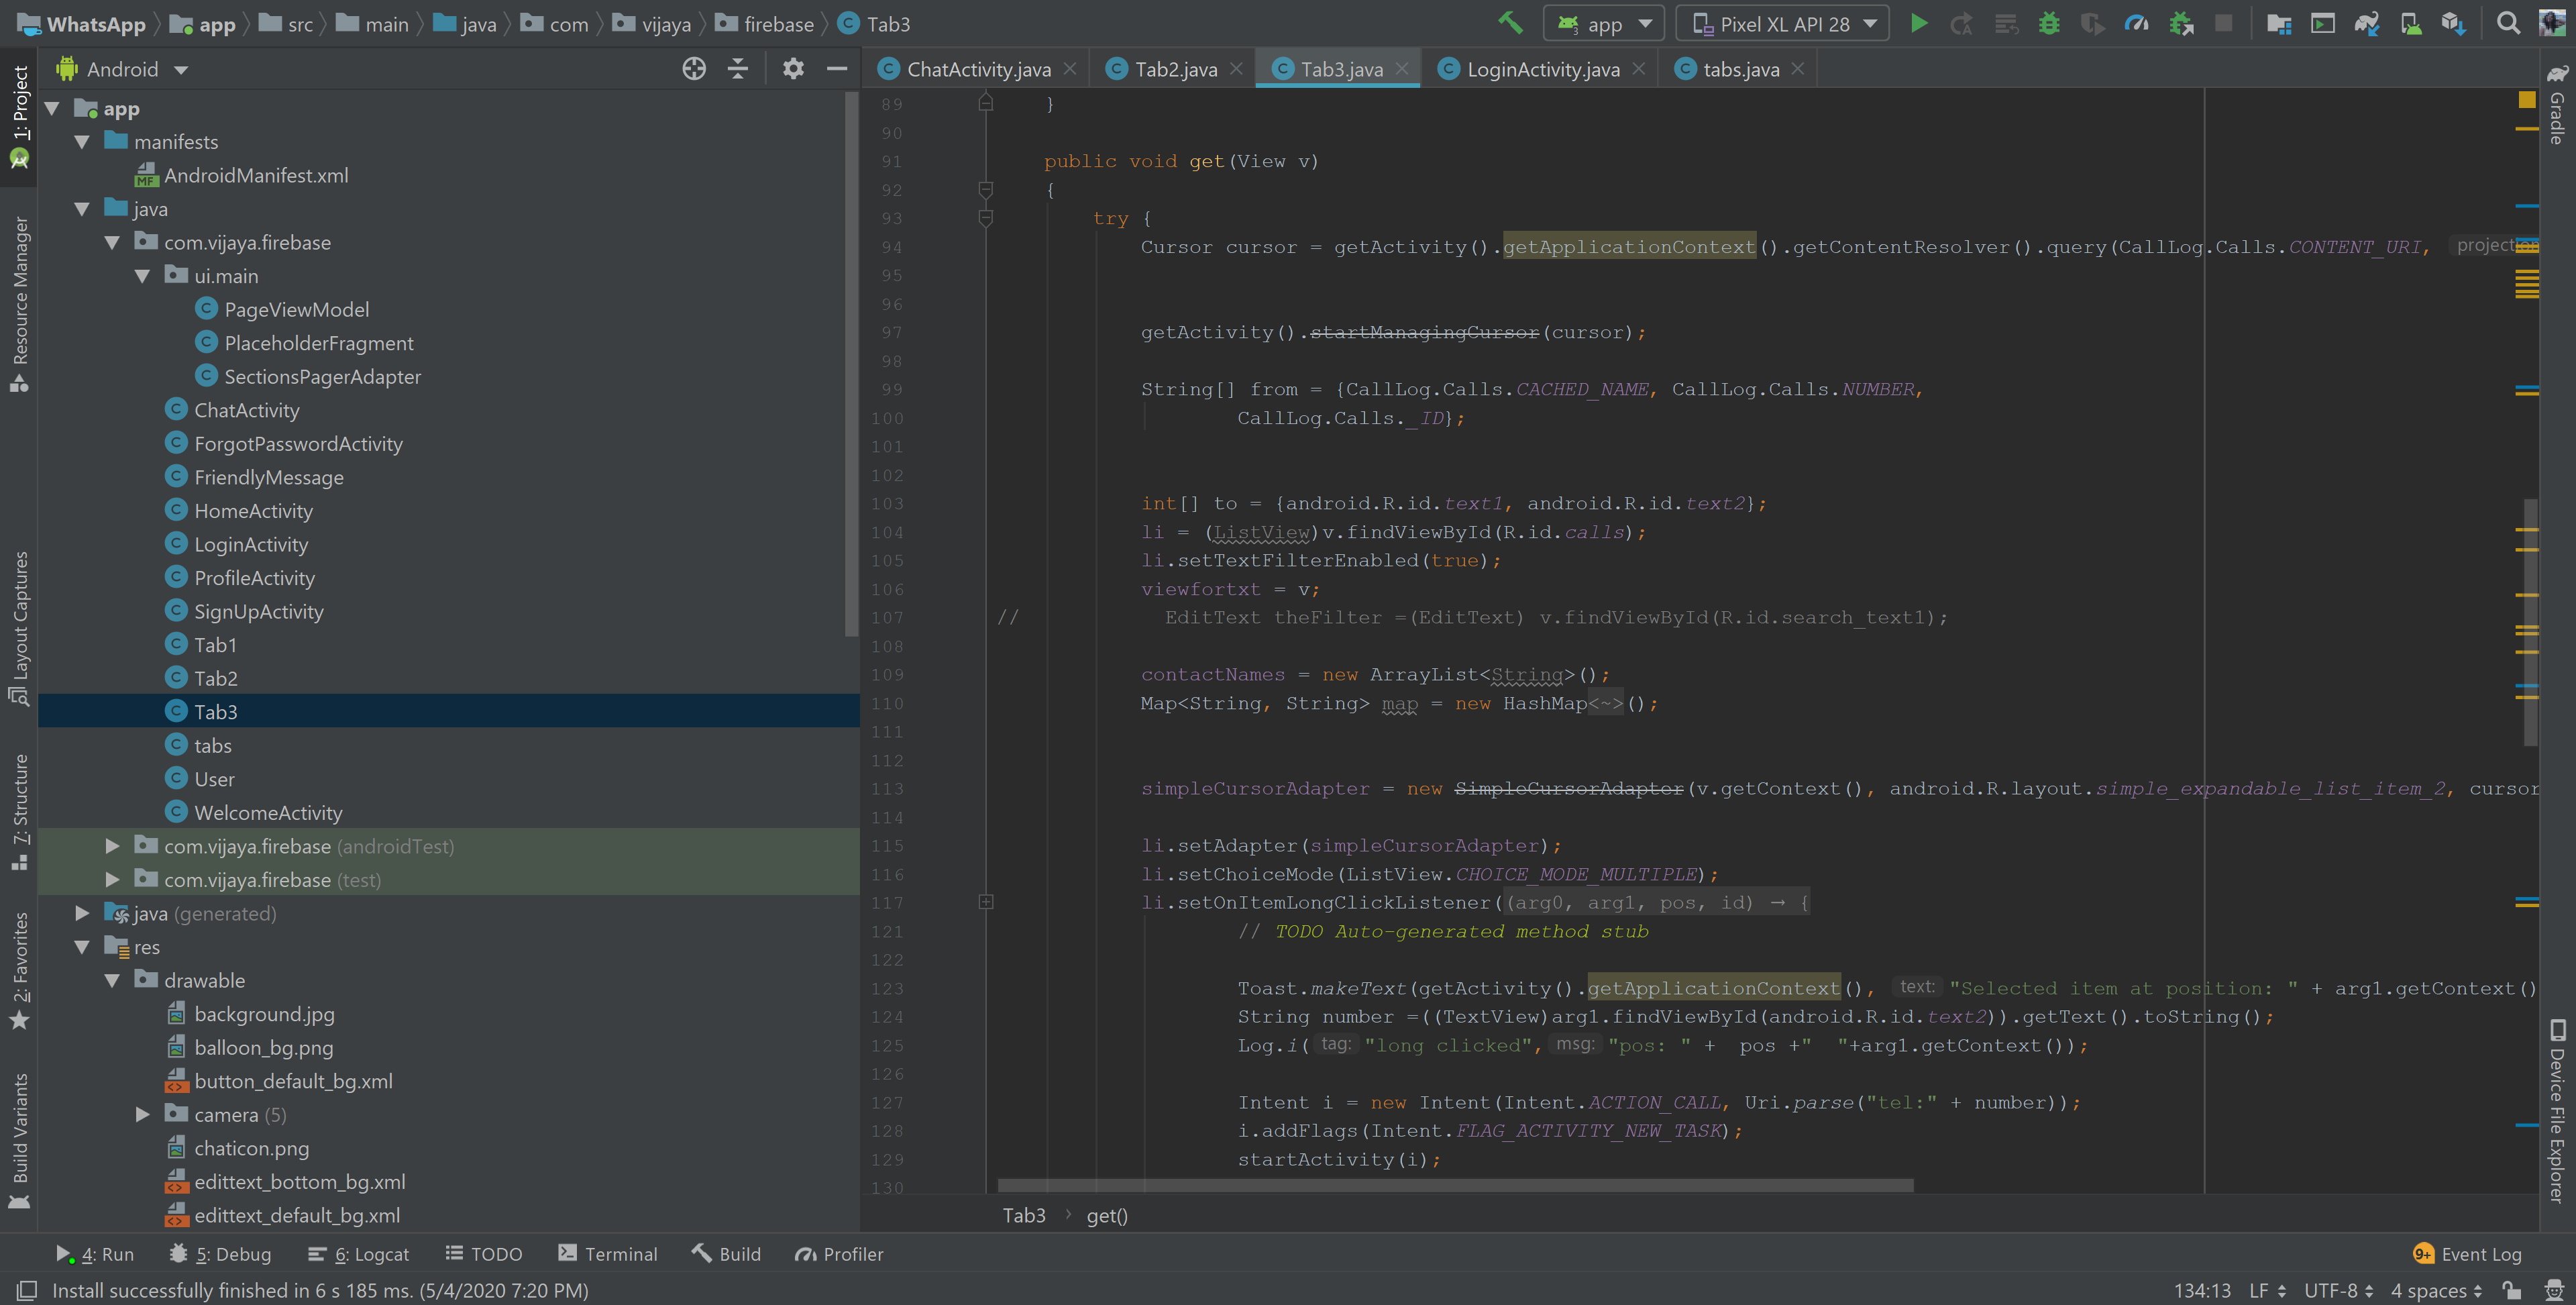 WhatsApp app src main java com vijaya firebase Tab3
app Pixel XL API 28
Android
ChatActivity.java Tab2.java Tab3.java LoginActivity.java tabs.java
1: Project
Resource Manager
Layout Captures
7: Structure
2: Favorites
Build Variants
app
manifests
AndroidManifest.xml
java
com.vijaya.firebase
ui.main
PageViewModel
PlaceholderFragment
SectionsPagerAdapter
ChatActivity
ForgotPasswordActivity
FriendlyMessage
HomeActivity
LoginActivity
ProfileActivity
SignUpActivity
Tab1
Tab2
Tab3
tabs
User
WelcomeActivity
com.vijaya.firebase (androidTest)
com.vijaya.firebase (test)
java (generated)
res
drawable
background.jpg
balloon_bg.png
button_default_bg.xml
camera (5)
chaticon.png
edittext_bottom_bg.xml
edittext_default_bg.xml
89 }
90
91 public void get(View v)
92 {
93 try {
94 Cursor cursor = getActivity().getApplicationContext().getContentResolver().query(CallLog.Calls.CONTENT_URI, projection
95
96
97 getActivity().startManagingCursor(cursor);
98
99 String[] from = {CallLog.Calls.CACHED_NAME, CallLog.Calls.NUMBER,
100 CallLog.Calls._ID};
101
102
103 int[] to = {android.R.id.text1, android.R.id.text2};
104 li = (ListView)v.findViewById(R.id.calls);
105 li.setTextFilterEnabled(true);
106 viewfortxt = v;
107 // EditText theFilter =(EditText) v.findViewById(R.id.search_text1);
108
109 contactNames = new ArrayList<String>();
110 Map<String, String> map = new HashMap<~>();
111
112
113 simpleCursorAdapter = new SimpleCursorAdapter(v.getContext(), android.R.layout.simple_expandable_list_item_2, cursor
114
115 li.setAdapter(simpleCursorAdapter);
116 li.setChoiceMode(ListView.CHOICE_MODE_MULTIPLE);
117 li.setOnItemLongClickListener((arg0, arg1, pos, id) → {
121 // TODO Auto-generated method stub
122
123 Toast.makeText(getActivity().getApplicationContext(), text: "Selected item at position: " + arg1.getContext()
124 String number =((TextView)arg1.findViewById(android.R.id.text2)).getText().toString();
125 Log.i( tag: "long clicked", msg: "pos: " + pos +" "+arg1.getContext());
126
127 Intent i = new Intent(Intent.ACTION_CALL, Uri.parse("tel:" + number));
128 i.addFlags(Intent.FLAG_ACTIVITY_NEW_TASK);
129 startActivity(i);
130
Tab3 get()
Gradle
Device File Explorer
4: Run 5: Debug 6: Logcat TODO Terminal Build Profiler 9+ Event Log
Install successfully finished in 6 s 185 ms. (5/4/2020 7:20 PM) 134:13 LF UTF-8 4 spaces